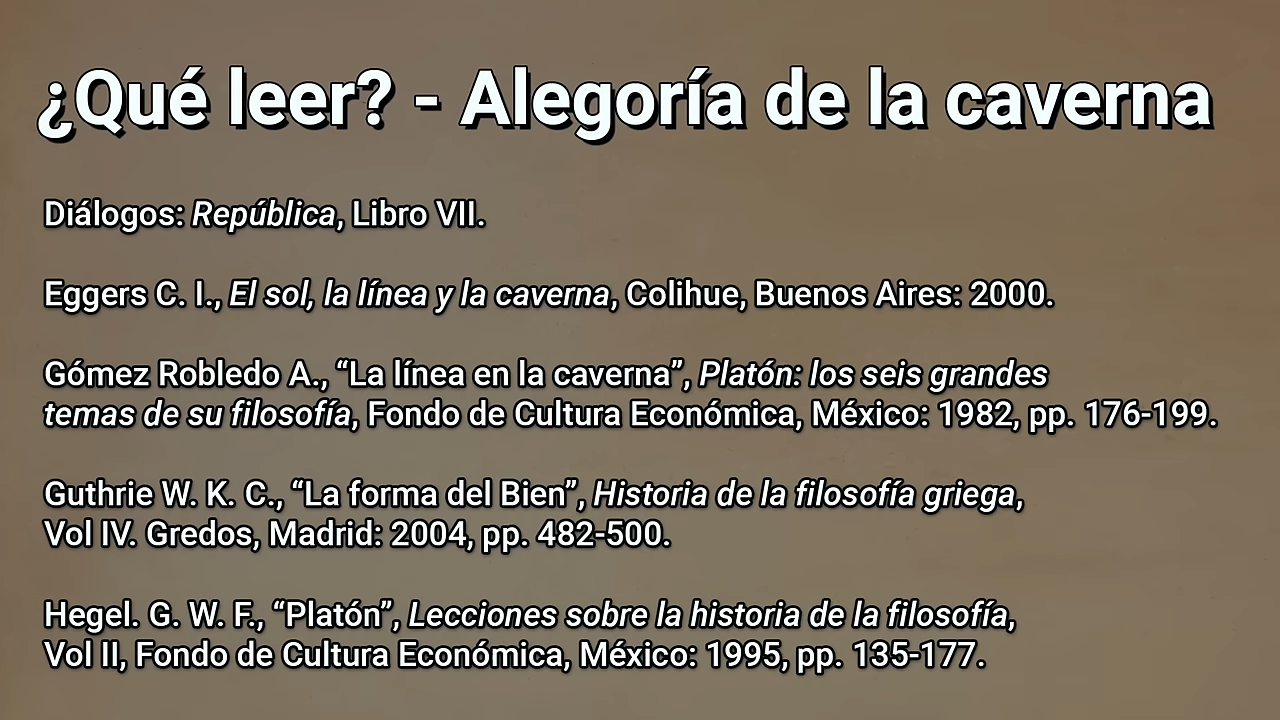 ¿Qué leer? - Alegoría de la caverna
Diálogos: República, Libro VII.
Eggers C. I., El sol, la línea y la caverna, Colihue, Buenos Aires: 2000.
Gómez Robledo A., “La línea en la caverna”, Platón: los seis grandes
temas de su filosofía, Fondo de Cultura Económica, México: 1982, pp. 176-199.
Guthrie W. K. C., “La forma del Bien”, Historia de la filosofía griega,
Vol IV. Gredos, Madrid: 2004, pp. 482-500.
Hegel. G. W. F., “Platón”, Lecciones sobre la historia de la filosofía,
Vol II, Fondo de Cultura Económica, México: 1995, pp. 135-177.